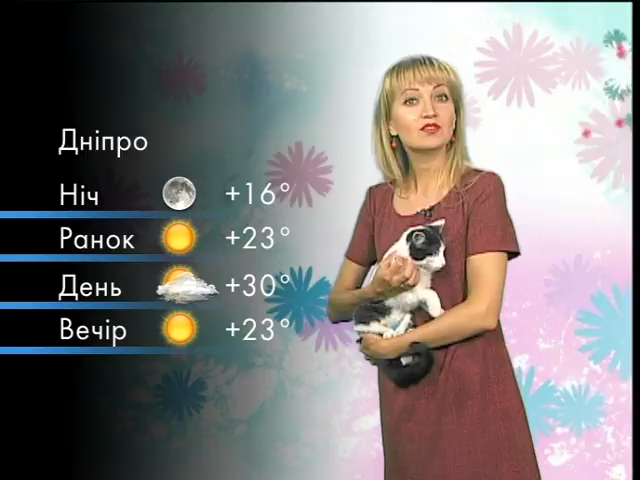 Дніпро
Ніч +16°
Ранок +23°
День +30°
Вечір +23°